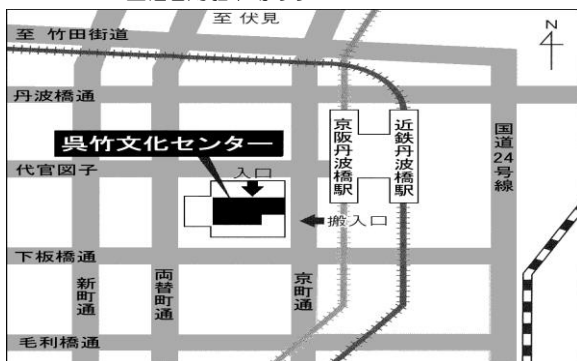 至 伏見
N
至 竹田街道
丹波橋通
呉竹文化センター
京阪丹波橋駅
近鉄丹波橋駅
国道24号線
代官図子
入口
搬入口
下板橋通
新町通
両替町通
京町通
毛利橋通